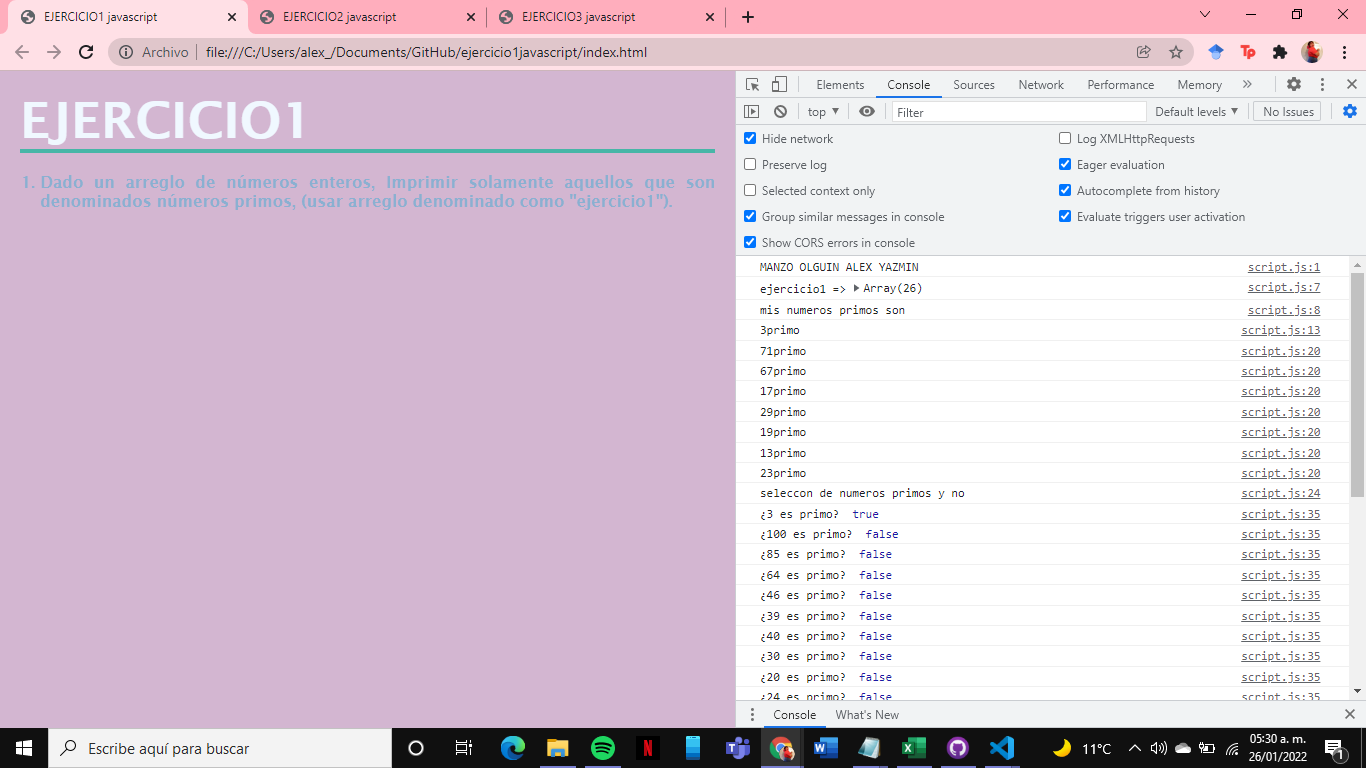 EJERCICIO1 javascript
EJERCICIO2 javascript
EJERCICIO3 javascript
Archivo | file:///C:/Users/alex_/Documents/GitHub/ejercicio1javascript/index.html
EJERCICIO1
1. Dado un arreglo de números enteros, Imprimir solamente aquellos que son
denominados números primos, (usar arreglo denominado como "ejercicio1").
Elements Console Sources Network Performance Memory
top Filter Default levels No Issues
Hide network Log XMLHttpRequests
Preserve log Eager evaluation
Selected context only Autocomplete from history
Group similar messages in console Evaluate triggers user activation
Show CORS errors in console
MANZO OLGUIN ALEX YAZMIN script.js:1
ejercicio1 => Array(26) script.js:7
mis numeros primos son script.js:8
3primo script.js:13
71primo script.js:20
67primo script.js:20
17primo script.js:20
29primo script.js:20
19primo script.js:20
13primo script.js:20
23primo script.js:20
seleccon de numeros primos y no script.js:24
¿3 es primo? true script.js:35
¿100 es primo? false script.js:35
¿85 es primo? false script.js:35
¿64 es primo? false script.js:35
¿46 es primo? false script.js:35
¿39 es primo? false script.js:35
¿40 es primo? false script.js:35
¿30 es primo? false script.js:35
¿20 es primo? false script.js:35
¿24 es primo? false script.js:35
Console What's New
Escribe aquí para buscar
11°C
05:30 a. m.
26/01/2022
1